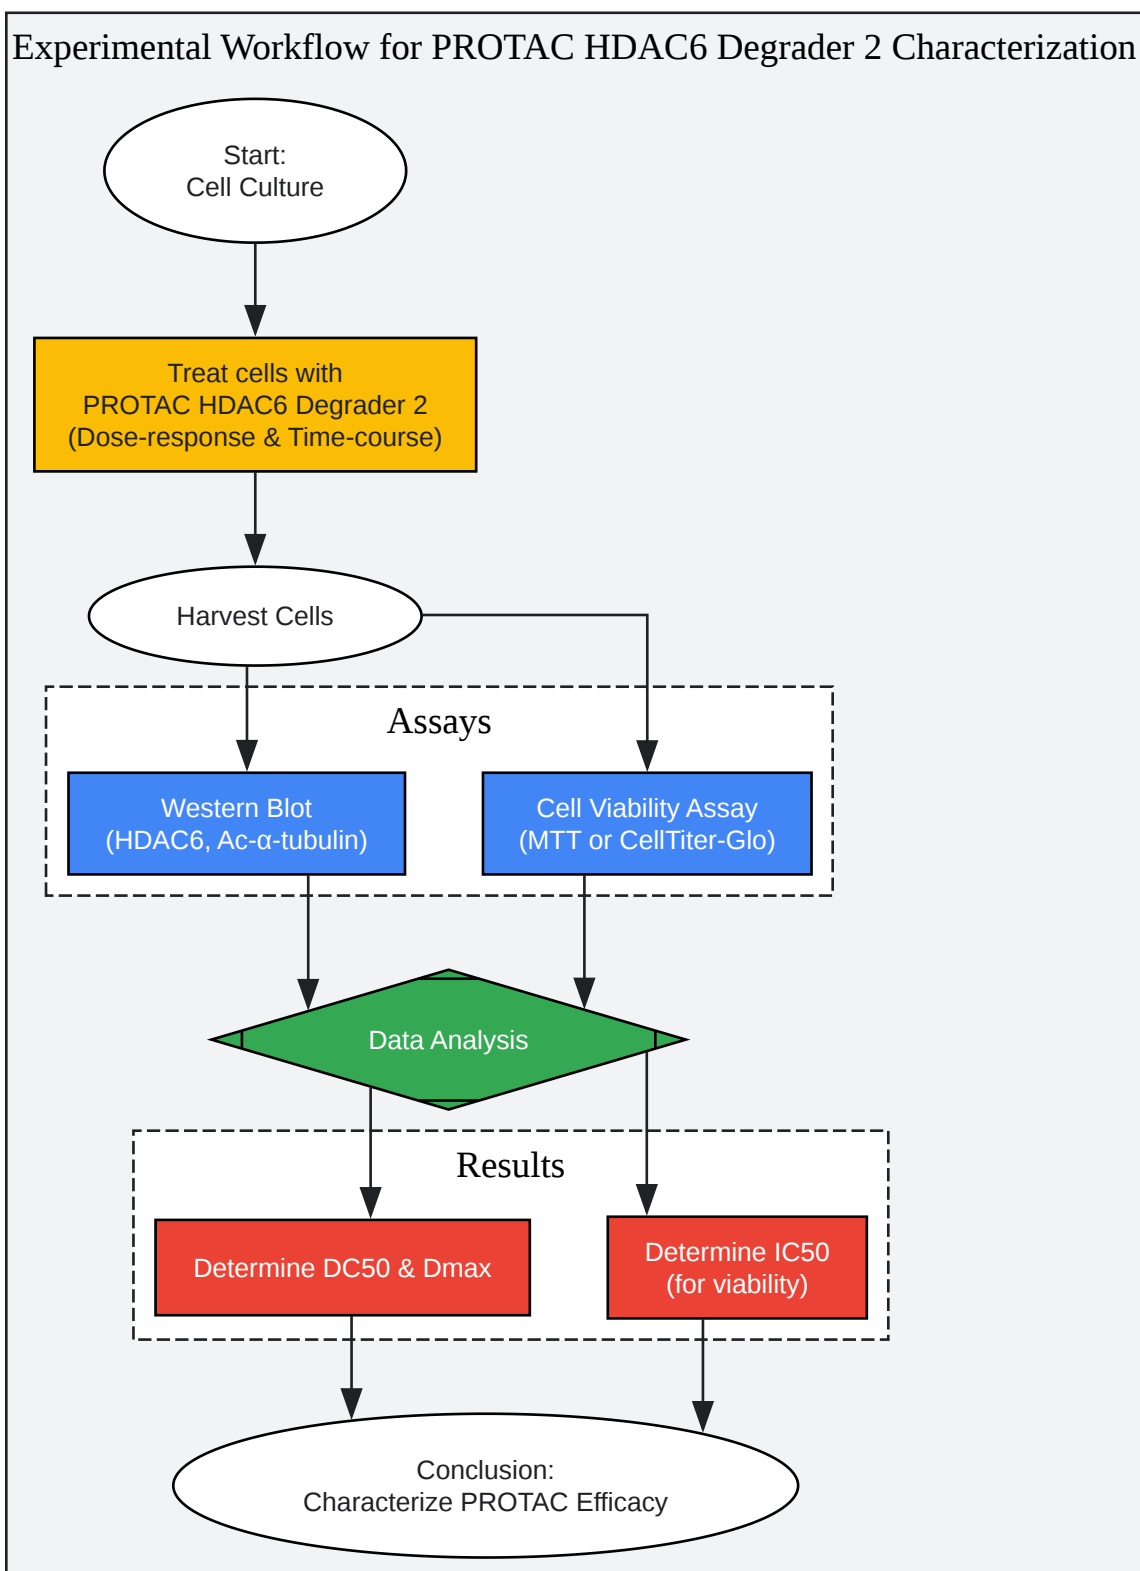 Experimental Workflow for PROTAC HDAC6 Degrader 2 Characterization
Start:
Cell Culture
Treat cells with
PROTAC HDAC6 Degrader 2
(Dose-response & Time-course)
Harvest Cells
Assays
Western Blot
(HDAC6, Ac-α-tubulin)
Cell Viability Assay
(MTT or CellTiter-Glo)
Data Analysis
Results
Determine DC50 & Dmax
Determine IC50
(for viability)
Conclusion:
Characterize PROTAC Efficacy